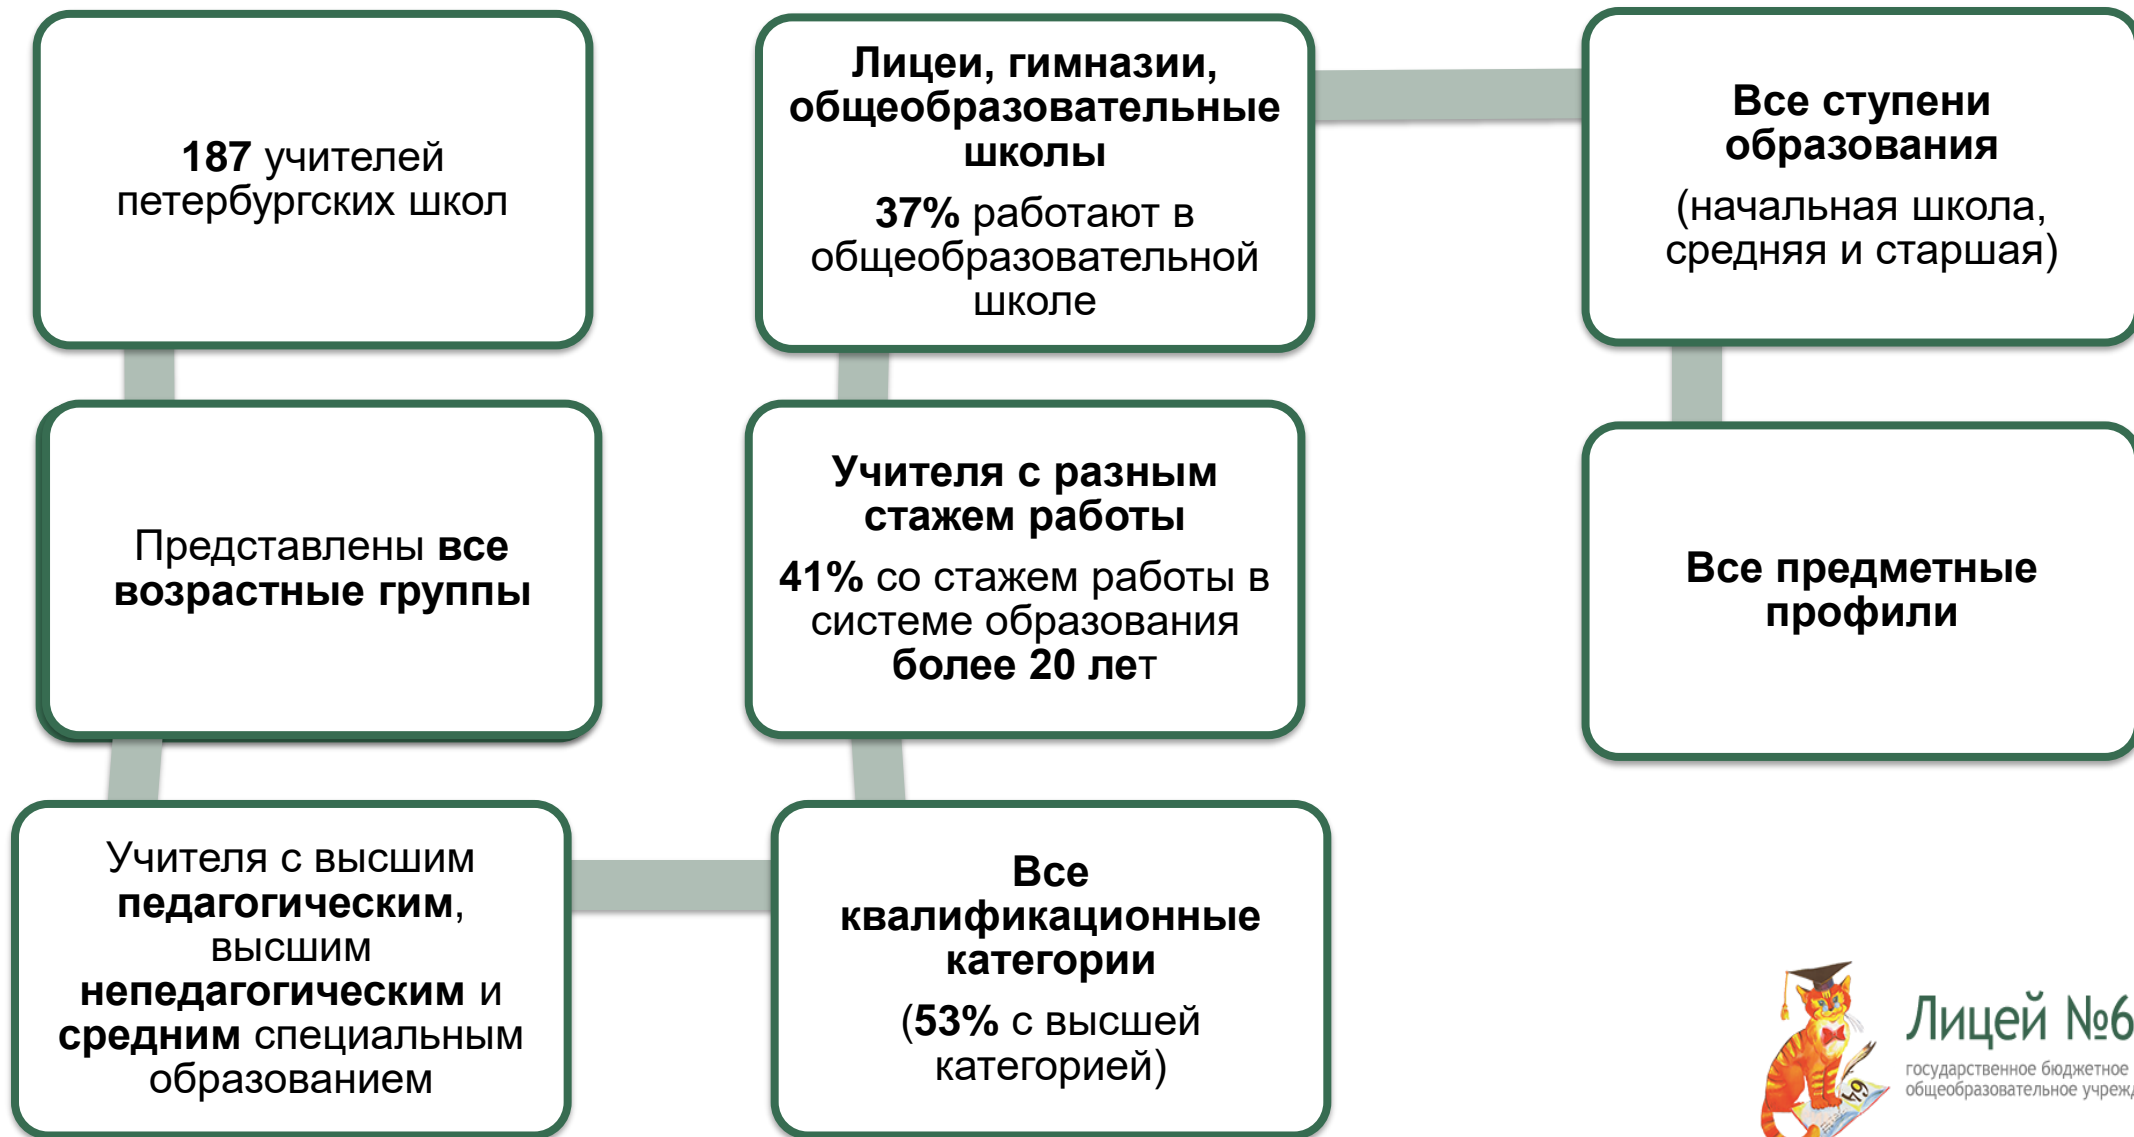 187 учителей
петербургских школ
Представлены все
возрастные группы
Учителя с высшим
педагогическим,
высшим
непедагогическим и
средним специальным
образованием
Все
квалификационные
категории
(53% с высшей
категорией)
Учителя с разным
стажем работы
41% со стажем работы в
системе образования
более 20 лет
Лицеи, гимназии,
общеобразовательные
школы
37% работают в
общеобразовательной
школе
Все ступени
образования
(начальная школа,
средняя и старшая)
Все предметные
профили
Лицей №6
государственное бюджетное
общеобразовательное учрежд
64